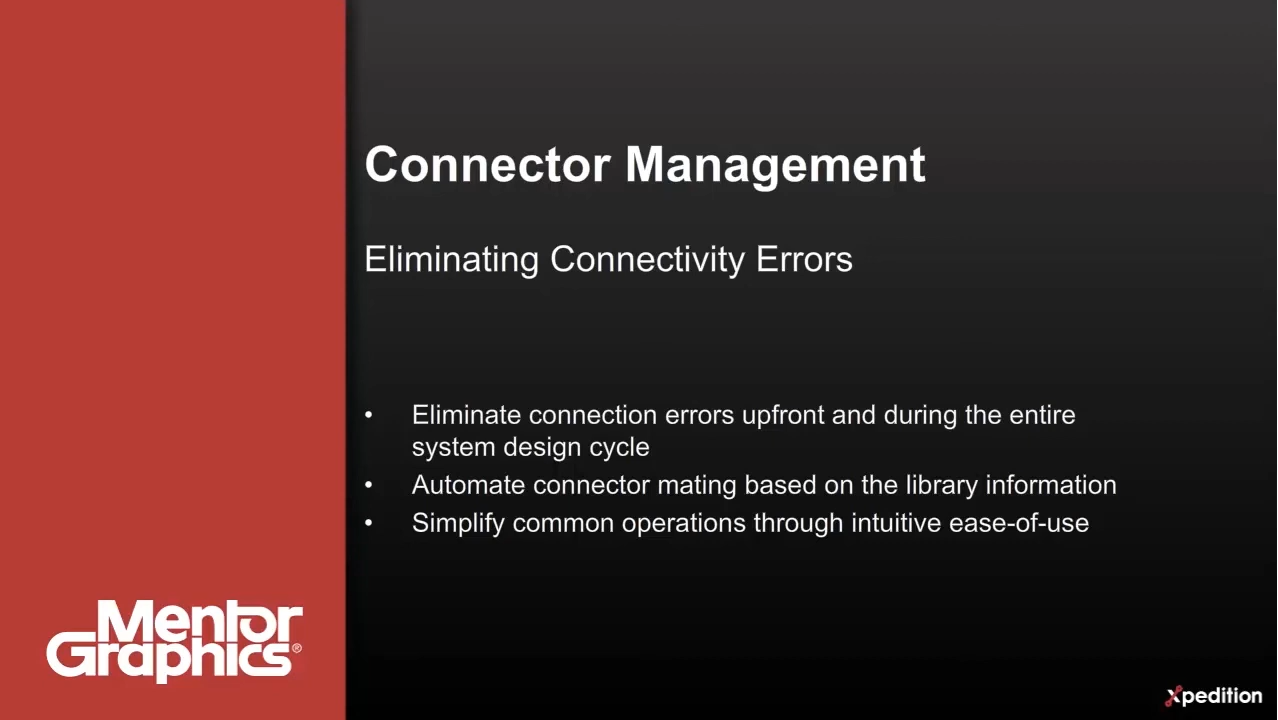 Connector Management
Eliminating Connectivity Errors
• Eliminate connection errors upfront and during the entire
system design cycle
• Automate connector mating based on the library information
• Simplify common operations through intuitive ease-of-use
Mentor
Graphics®
xpedition